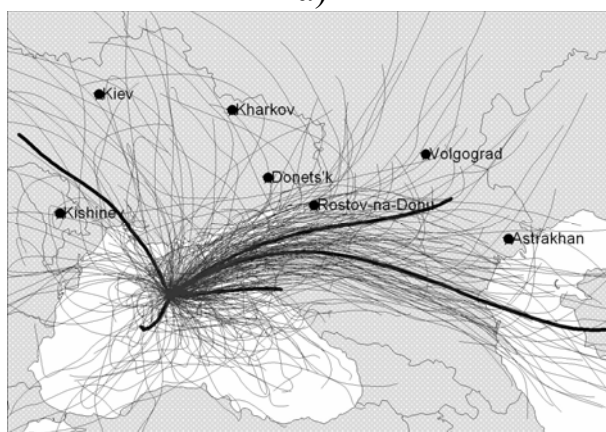 Kiev
Kharkov
Volgograd
Donets'k
Rostov-na-Donu
Kishinev
Astrakhan